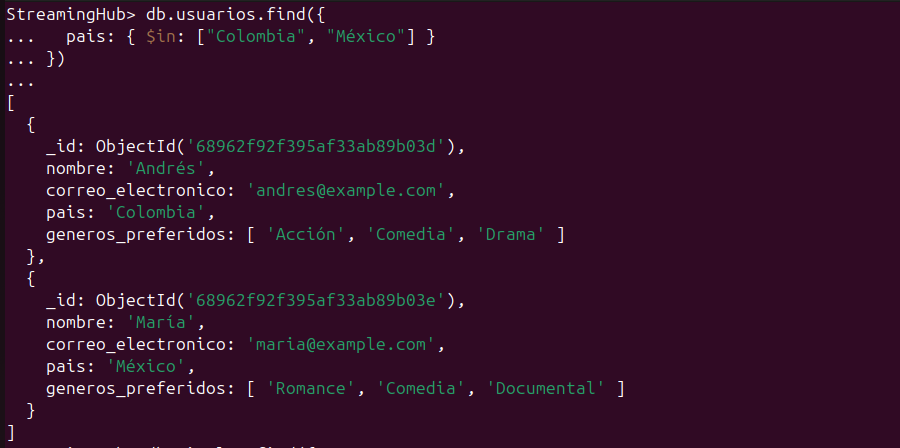 StreamingHub> db.usuarios.find({
...   pais: { $in: ["Colombia", "México"] }
... })
...
[
  {
    _id: ObjectId('68962f92f395af33ab89b03d'),
    nombre: 'Andrés',
    correo_electronico: 'andres@example.com',
    pais: 'Colombia',
    generos_preferidos: [ 'Acción', 'Comedia', 'Drama' ]
  },
  {
    _id: ObjectId('68962f92f395af33ab89b03e'),
    nombre: 'María',
    correo_electronico: 'maria@example.com',
    pais: 'México',
    generos_preferidos: [ 'Romance', 'Comedia', 'Documental' ]
  }
]